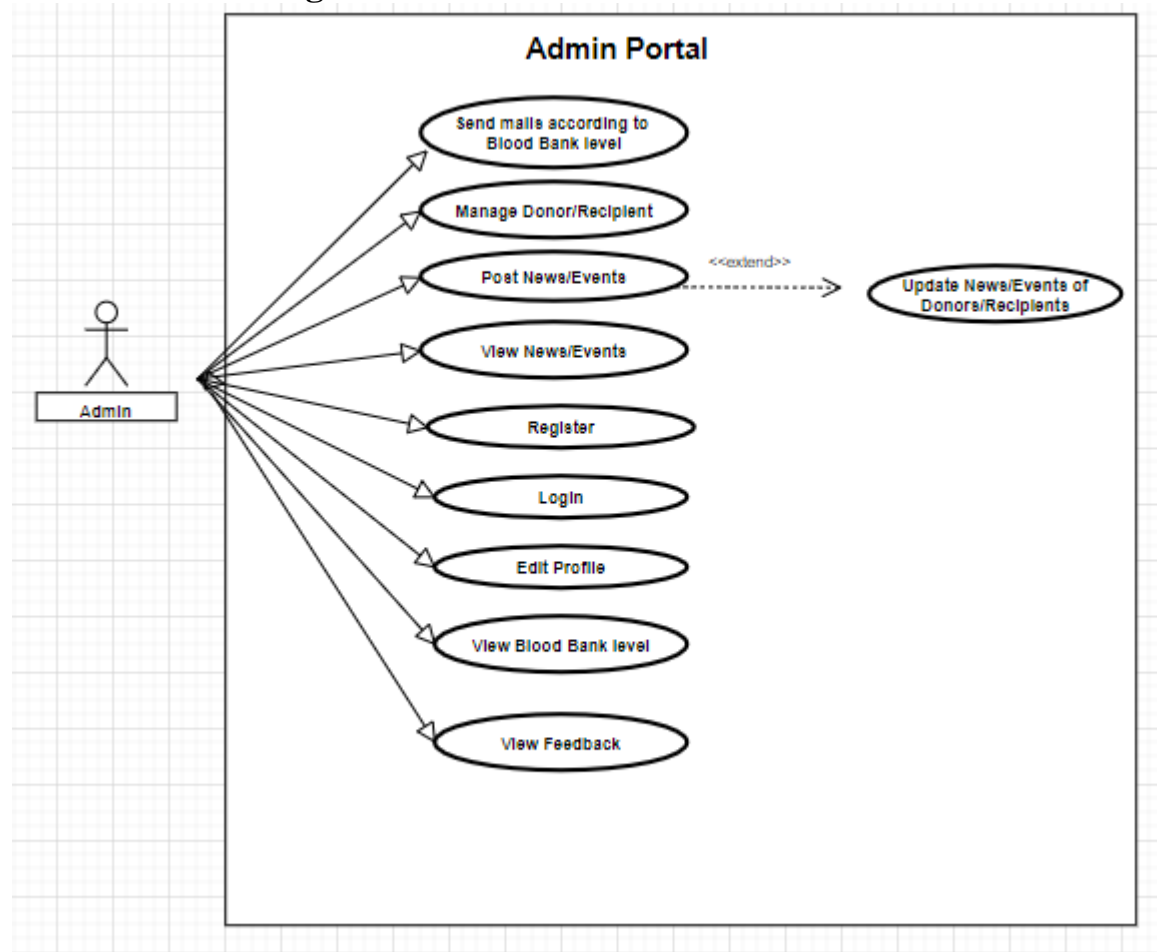 Admin Portal
Send mails according to
Blood Bank level
Manage Donor/Recipient
Post News/Events
<<extend>>
Update News/Events of
Donors/Recipients
View News/Events
Admin
Register
Login
Edit Profile
View Blood Bank level
View Feedback